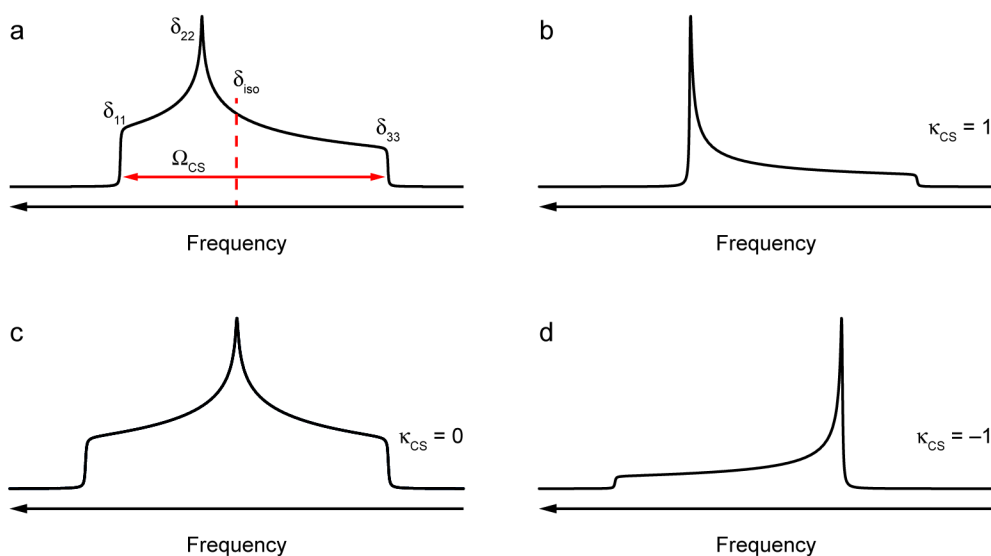 a
δ22
δiso
δ11
δ33
ΩCS
Frequency
b
κCS = 1
Frequency
c
κCS = 0
Frequency
d
κCS = –1
Frequency